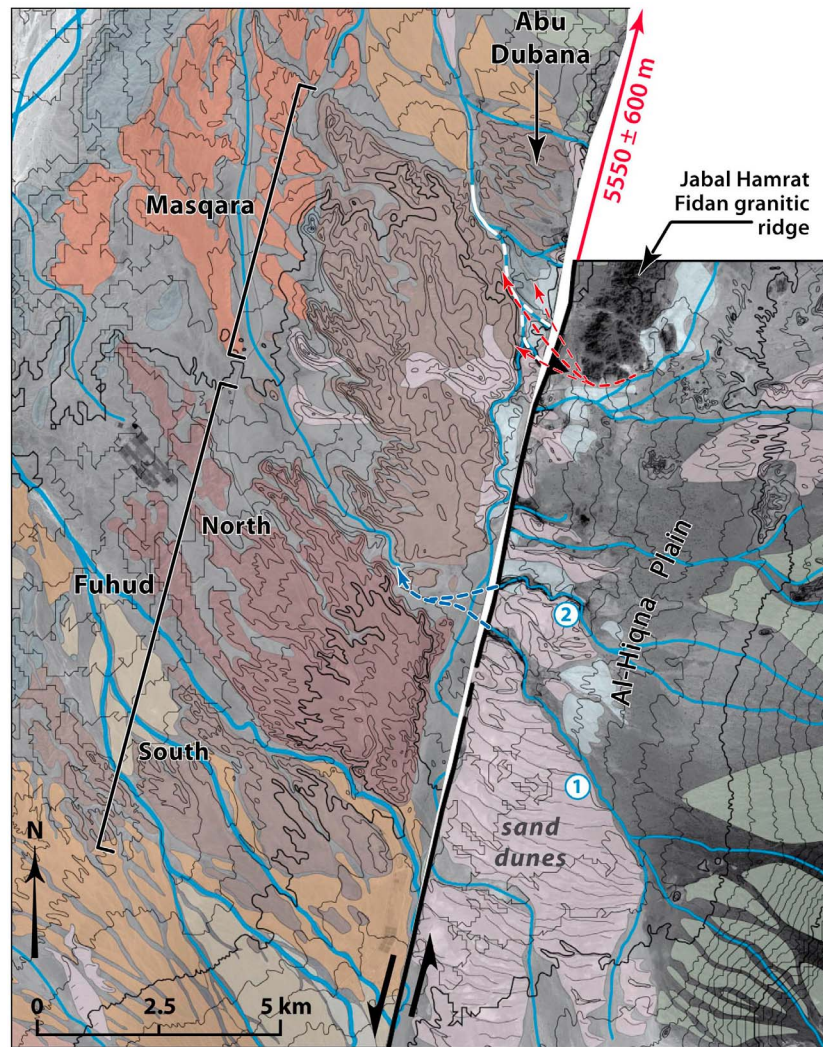 Abu
Dubana
5550 ± 600 m
Jabal Hamrat
Fidan granitic
ridge
Masqara
North
Fuhud
Al-Hiqna Plain
2
South
1
sand
dunes
N
0 2.5 5 km